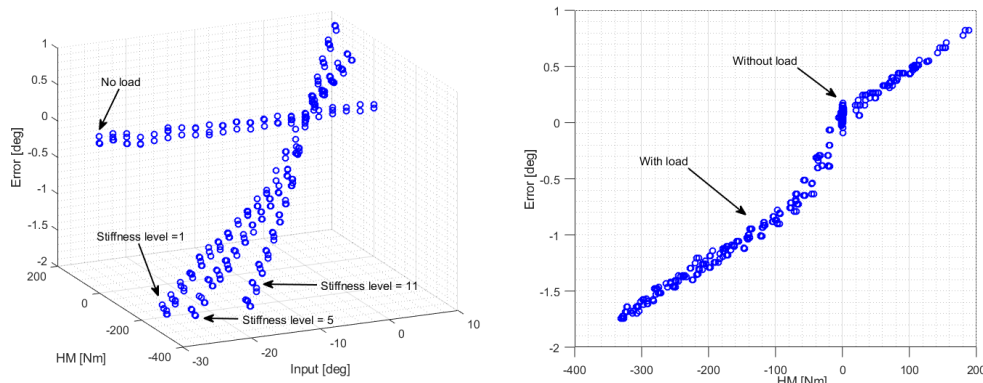 1
0.5
0
-0.5
-1
-1.5
-2
Error [deg]
No load
Stiffness level =1
Stiffness level = 11
Stiffness level = 5
200
0
-200
-400
HM [Nm]
-30
-20
-10
0
10
Input [deg]
1
0.5
0
-0.5
-1
-1.5
-2
Error [deg]
Without load
With load
-400
-300
-200
-100
0
100
200
HM [Nm]